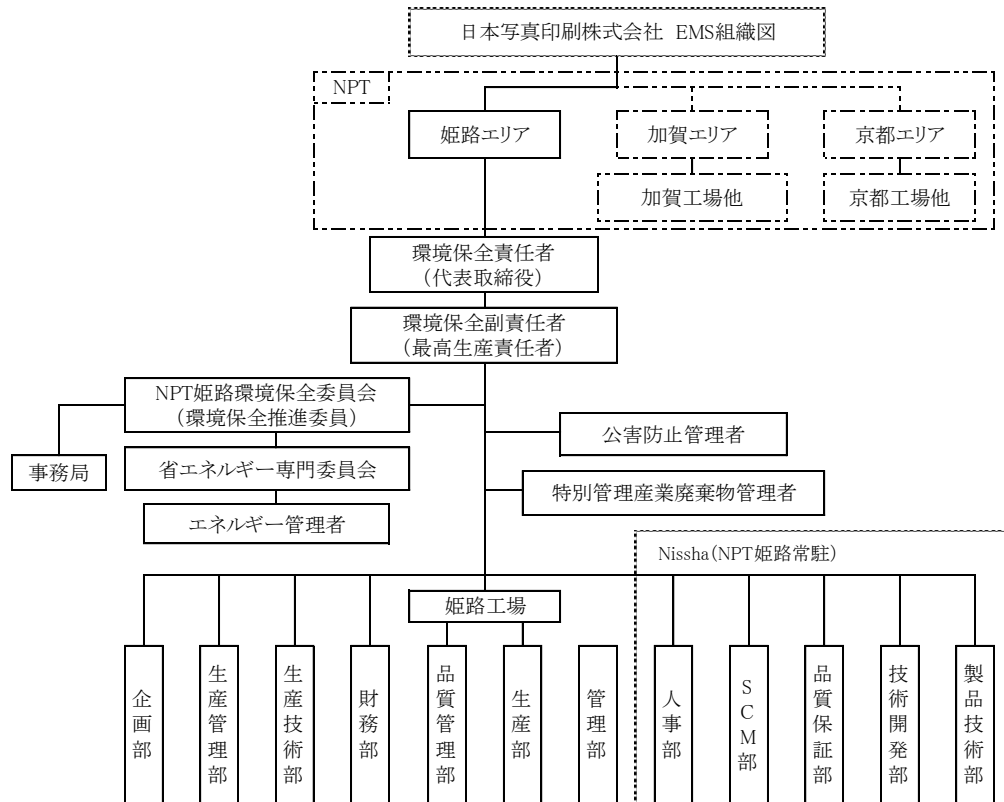 日本写真印刷株式会社 EMS組織図
NPT
姫路エリア
加賀エリア
京都エリア
加賀工場他
京都工場他
環境保全責任者
（代表取締役）
環境保全副責任者
（最高生産責任者）
NPT姫路環境保全委員会
（環境保全推進委員）
公害防止管理者
事務局
省エネルギー専門委員会
特別管理産業廃棄物管理者
エネルギー管理者
Nissha（NPT姫路常駐）
姫路工場
企画部
生産管理部
生産技術部
財務部
品質管理部
生産部
管理部
人事部
SCM部
品質保証部
技術開発部
製品技術部